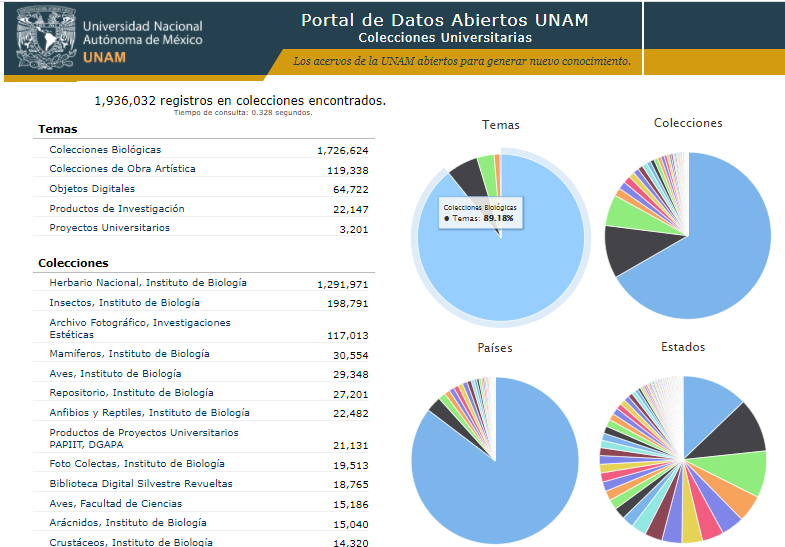 Universidad Nacional
Autónoma de México
UNAM
Portal de Datos Abiertos UNAM
Colecciones Universitarias
Los acervos de la UNAM abiertos para generar nuevo conocimiento.
1,936,032 registros en colecciones encontrados.
Tiempo de consulta: 0.328 segundos.
Temas
Colecciones Biológicas 1,726,624
Colecciones de Obra Artística 119,338
Objetos Digitales 64,722
Productos de Investigación 22,147
Proyectos Universitarios 3,201
Colecciones
Herbario Nacional, Instituto de Biología 1,291,971
Insectos, Instituto de Biología 198,791
Archivo Fotográfico, Investigaciones
Estéticas 117,013
Mamíferos, Instituto de Biología 30,554
Aves, Instituto de Biología 29,348
Repositorio, Instituto de Biología 27,201
Anfibios y Reptiles, Instituto de Biología 22,482
Productos de Proyectos Universitarios
PAPIIT, DGAPA 21,131
Foto Colectas, Instituto de Biología 19,513
Biblioteca Digital Silvestre Revueltas 18,765
Aves, Facultad de Ciencias 15,186
Arácnidos, Instituto de Biología 15,040
Crustáceos, Instituto de Biología 14,320
Temas
Colecciones Biológicas
● Temas: 89.18%
Colecciones
Países
Estados